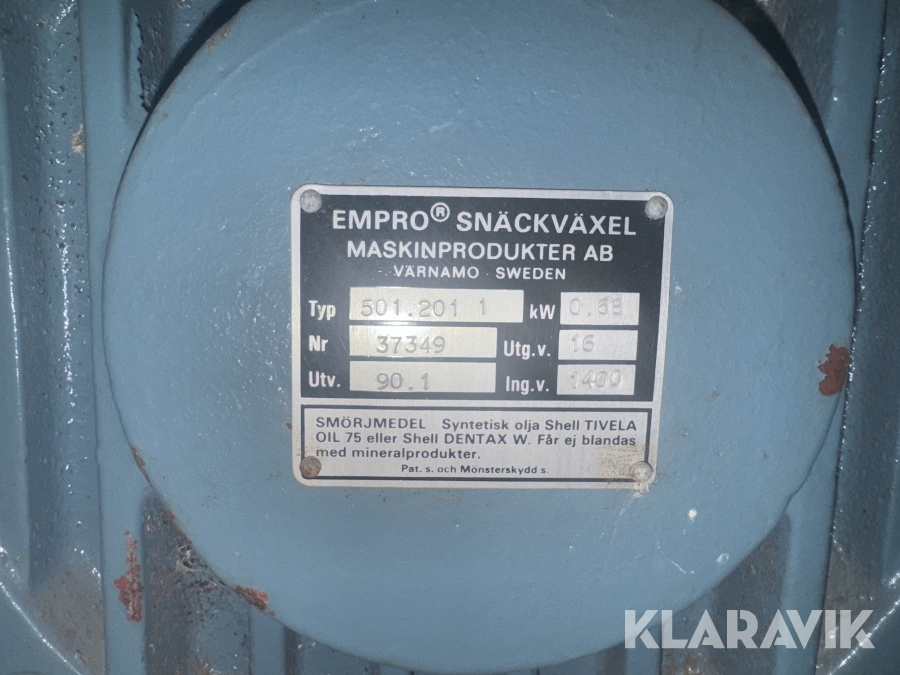 EMPRO® SNÄCKVÄXEL
MASKINPRODUKTER AB
VÄRNAMO · SWEDEN
Typ 501.201 1 kW 0.68
Nr 37349 Utg.v. 16
Utv. 90.1 Ing.v. 1400
SMÖRJMEDEL Syntetisk olja Shell TIVELA
OIL 75 eller Shell DENTAX W. Får ej blandas
med mineralprodukter.
Pat. s. och Mönsterskydd s.
KLARAVIK